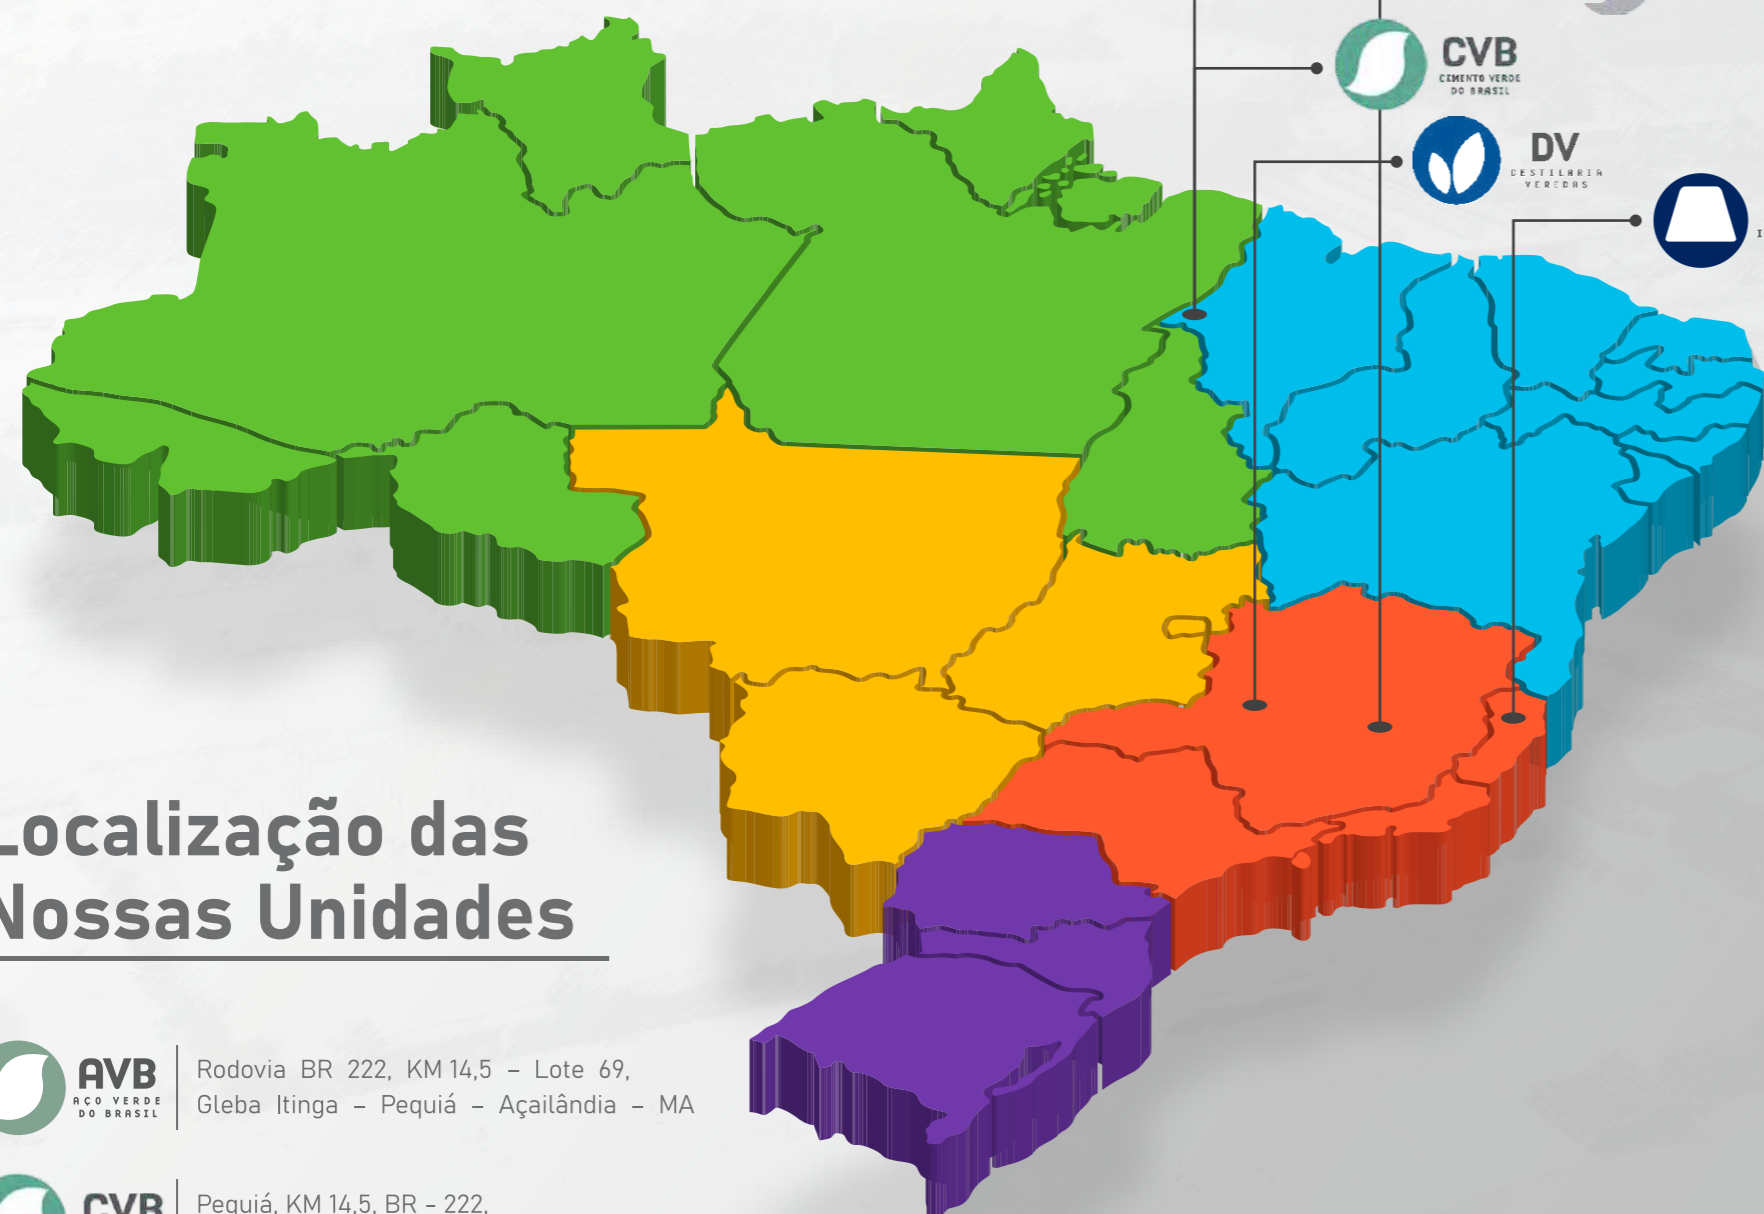 CVB
CIMENTO VERDE
DO BRASIL
DV
DESTILARIA
VEREDAS
Localização das
Nossas Unidades
AVB
AÇO VERDE
DO BRASIL
Rodovia BR 222, KM 14,5 – Lote 69,
Gleba Itinga – Pequiá – Açailândia – MA
CVB
Pequiá, KM 14,5, BR - 222,